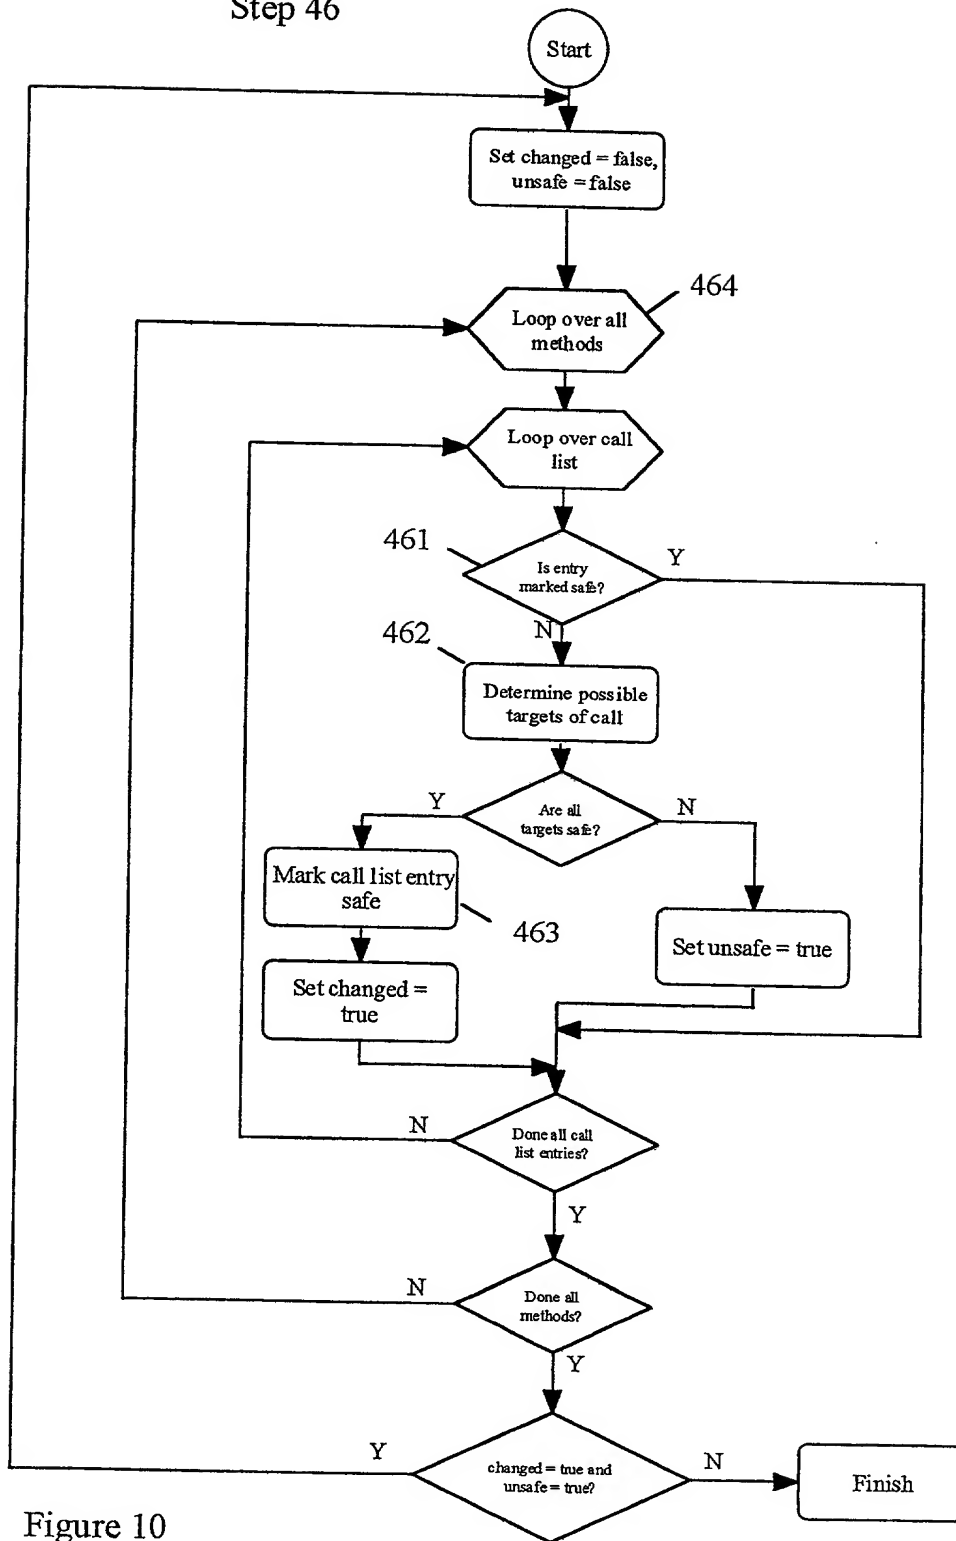 Step 46
Start
Set changed = false,
unsafe = false
464
Loop over all
methods
Loop over call
list
461
Is entry
marked safe?
Y
N
462
Determine possible
targets of call
Y
Are all
targets safe?
N
Mark call list entry
safe
463
Set unsafe = true
Set changed =
true
N
Done all call
list entries?
Y
N
Done all
methods?
Y
Y
changed = true and
unsafe = true?
N
Finish
Figure 10